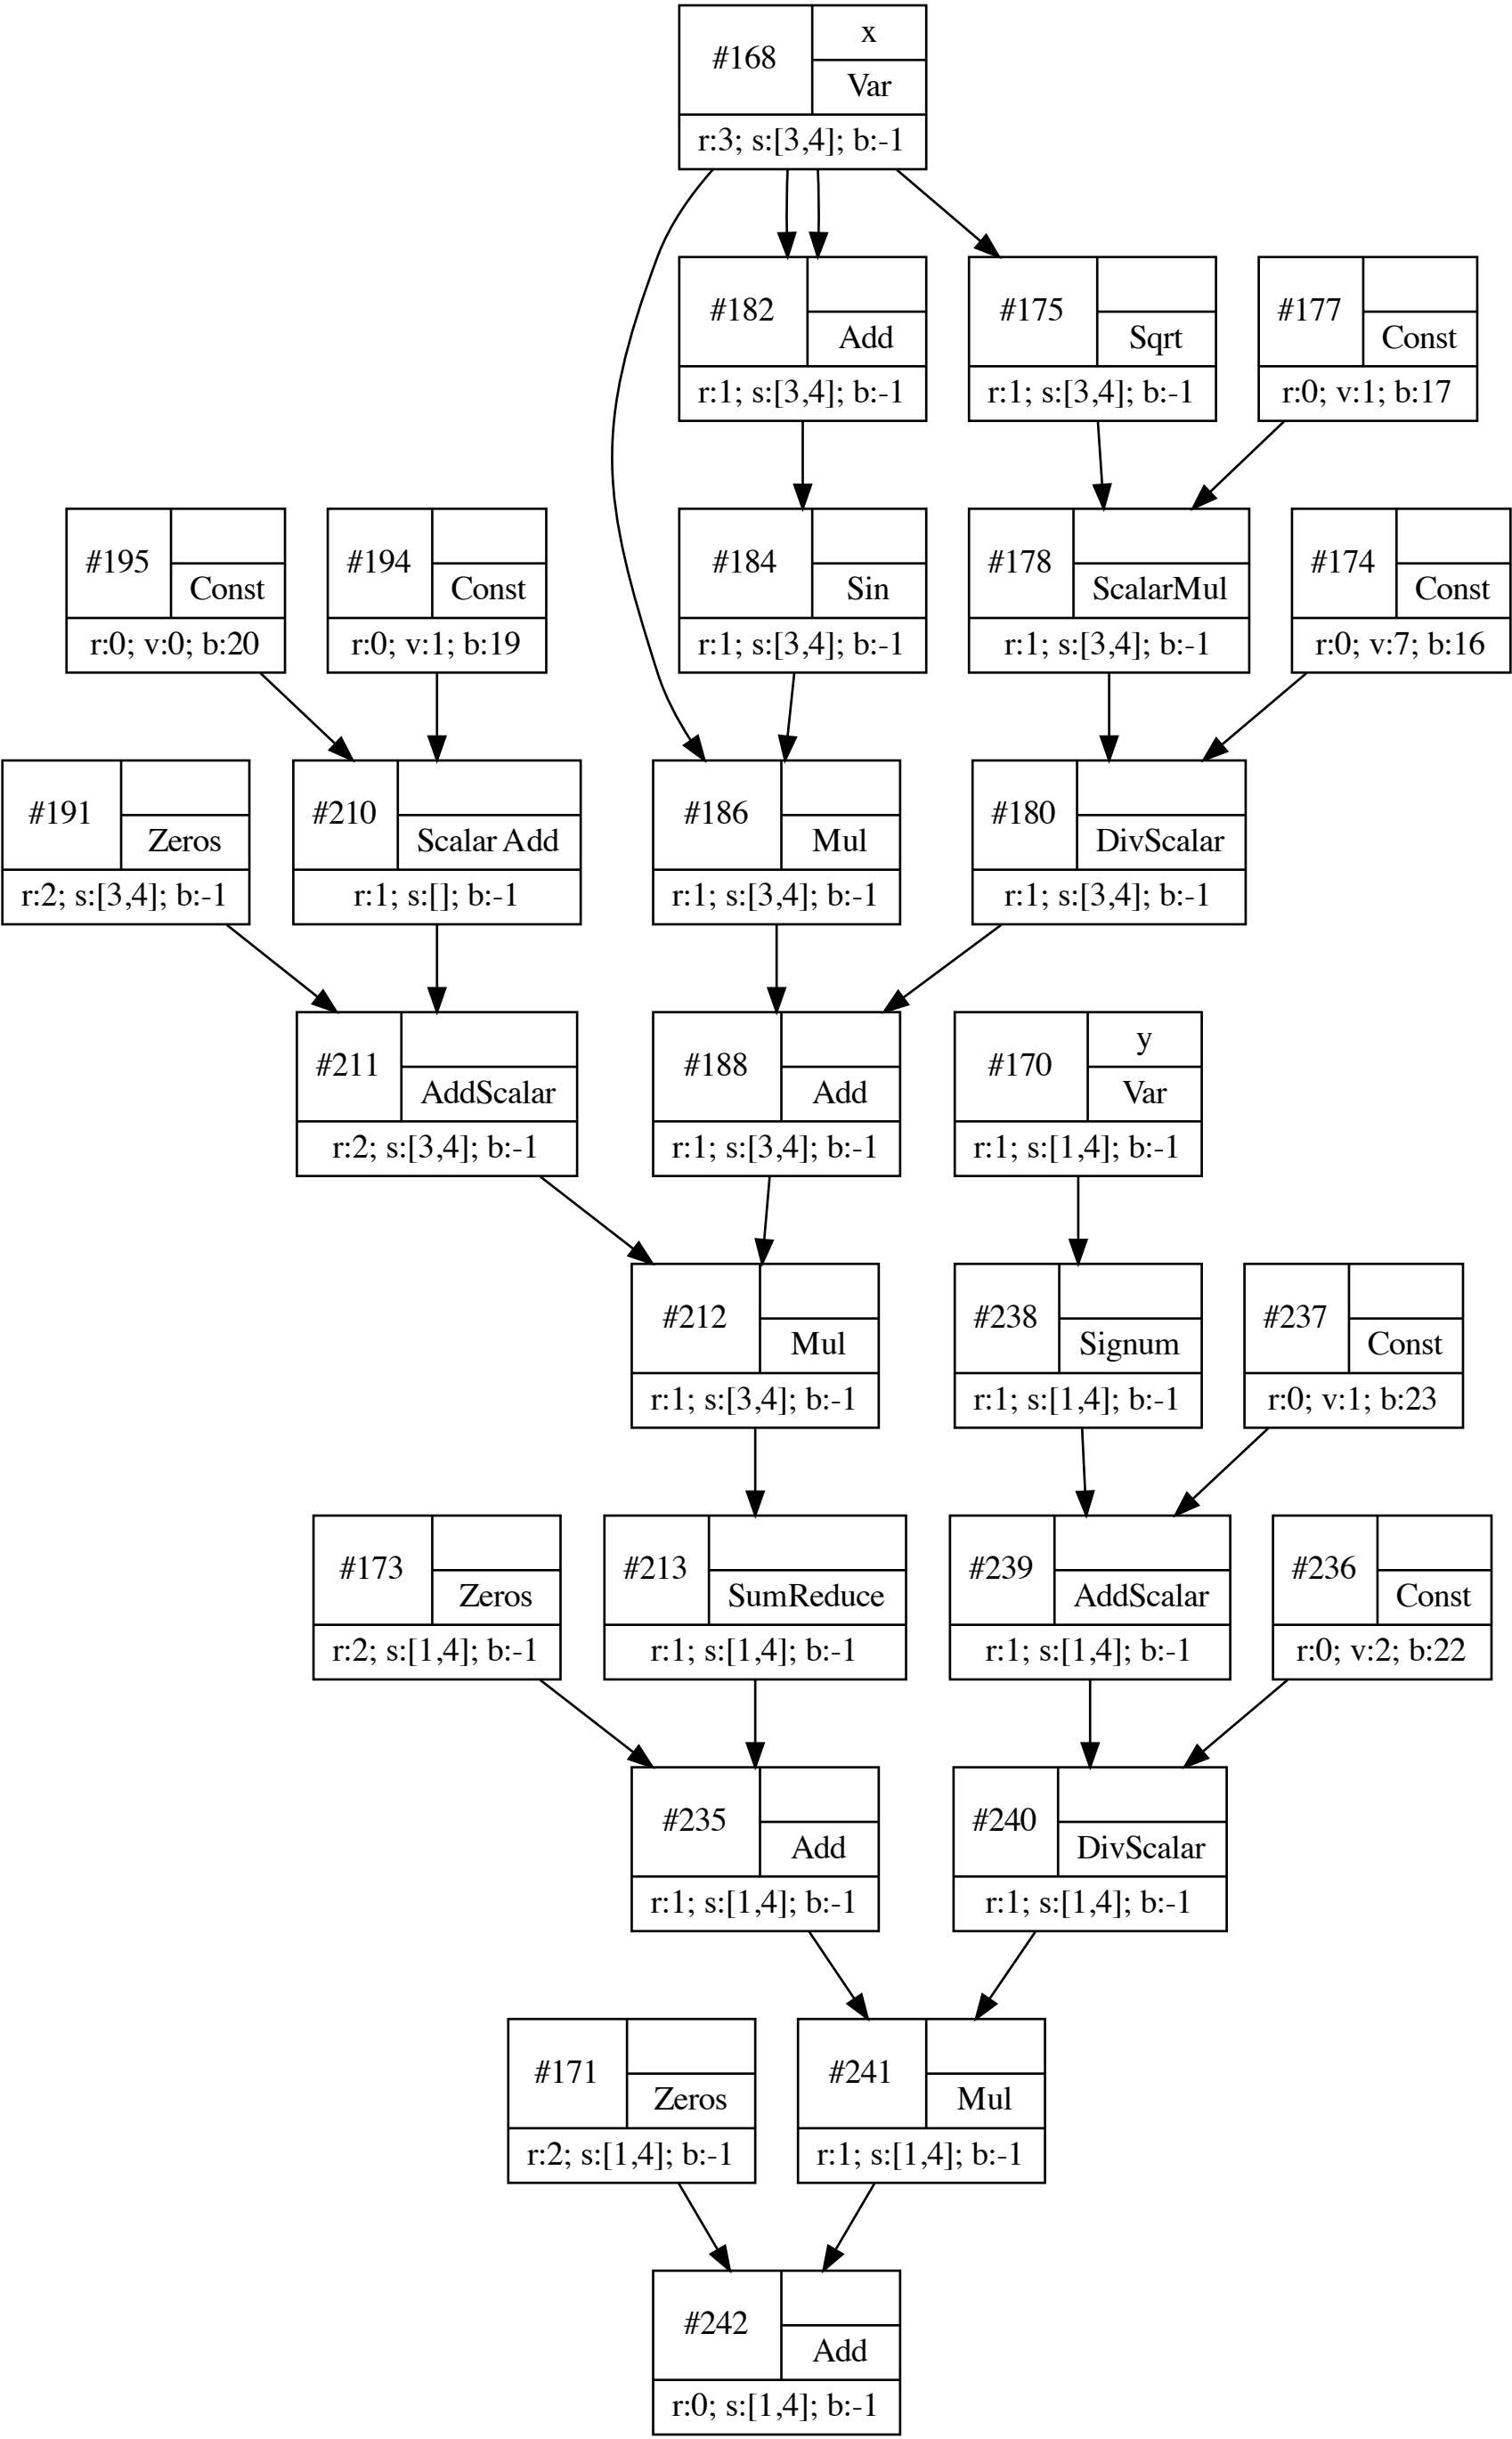 x
#168
Var
r:3; s:[3,4]; b:-1
#182
Add
r:1; s:[3,4]; b:-1
#175
Sqrt
r:1; s:[3,4]; b:-1
#177
Const
r:0; v:1; b:17
#195
Const
r:0; v:0; b:20
#194
Const
r:0; v:1; b:19
#184
Sin
r:1; s:[3,4]; b:-1
#178
ScalarMul
r:1; s:[3,4]; b:-1
#174
Const
r:0; v:7; b:16
#191
Zeros
r:2; s:[3,4]; b:-1
#210
Scalar Add
r:1; s:[]; b:-1
#186
Mul
r:1; s:[3,4]; b:-1
#180
DivScalar
r:1; s:[3,4]; b:-1
#211
AddScalar
r:2; s:[3,4]; b:-1
#188
Add
r:1; s:[3,4]; b:-1
y
#170
Var
r:1; s:[1,4]; b:-1
#212
Mul
r:1; s:[3,4]; b:-1
#238
Signum
r:1; s:[1,4]; b:-1
#237
Const
r:0; v:1; b:23
#173
Zeros
r:2; s:[1,4]; b:-1
#213
SumReduce
r:1; s:[1,4]; b:-1
#239
AddScalar
r:1; s:[1,4]; b:-1
#236
Const
r:0; v:2; b:22
#235
Add
r:1; s:[1,4]; b:-1
#240
DivScalar
r:1; s:[1,4]; b:-1
#171
Zeros
r:2; s:[1,4]; b:-1
#241
Mul
r:1; s:[1,4]; b:-1
#242
Add
r:0; s:[1,4]; b:-1